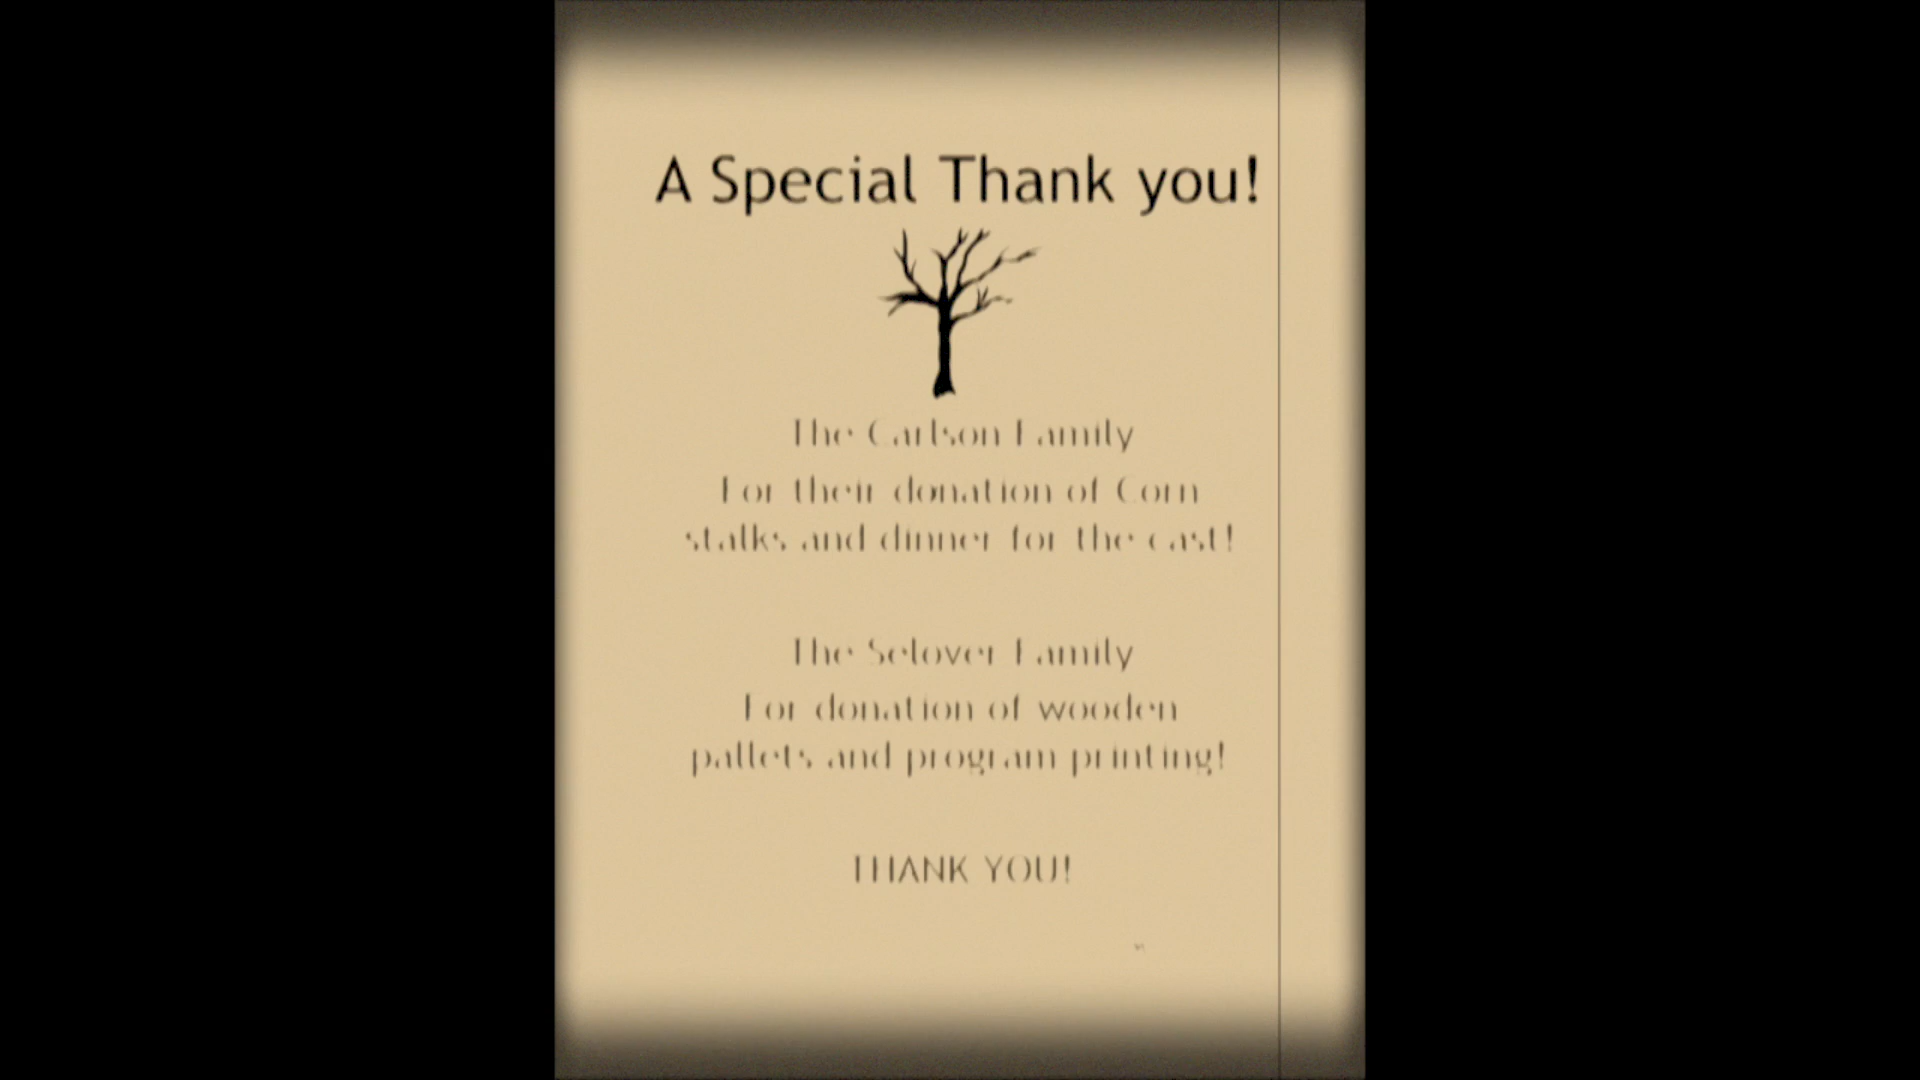 A Special Thank you!
The Carlson Family
For their donation of Corn
stalks and dinner for the cast!
The Selover Family
For donation of wooden
pallets and program printing!
THANK YOU!